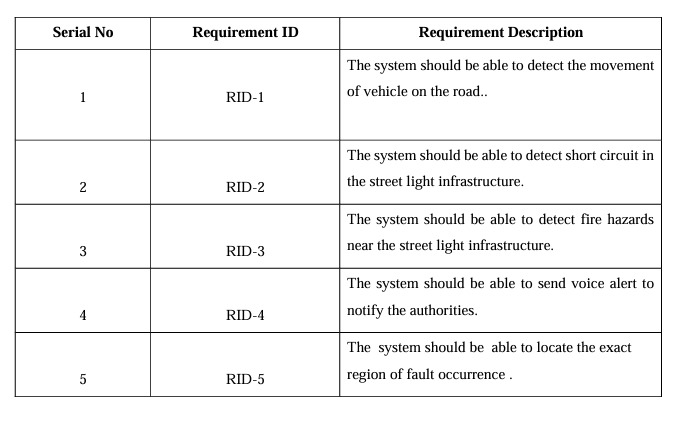 Serial No Requirement ID Requirement Description
The system should be able to detect the movement
1 RID-1 of vehicle on the road..
The system should be able to detect short circuit in
2 RID-2 the street light infrastructure.
The system should be able to detect fire hazards
3 RID-3 near the street light infrastructure.
The system should be able to send voice alert to
4 RID-4 notify the authorities.
The system should be able to locate the exact
5 RID-5 region of fault occurrence .